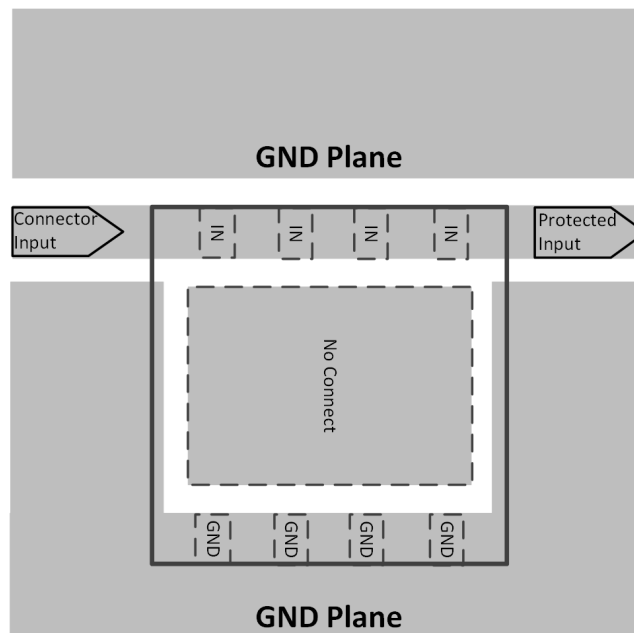 GND Plane
Connector
Input
IN
IN
IN
IN
Protected
Input
No Connect
GND
GND
GND
GND
GND Plane